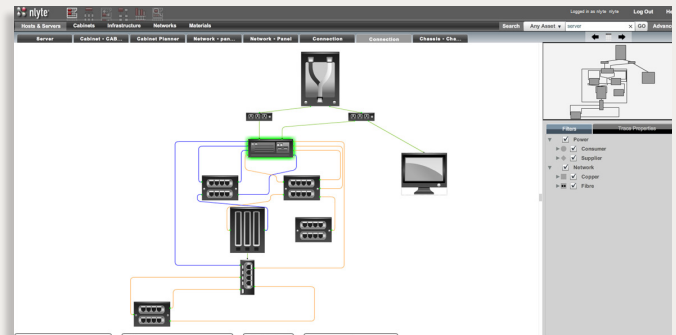 nlyte
Logged in as nlyte nlyte Log Out
Hosts & Servers Cabinets Infrastructure Networks Materials
Search Any Asset server × GO Advanc
Server Cabinet - CAB... Cabinet Planner Network - pan... Network - Panel Connection Connection Chassis - Cha...
Filters Trace Properties
Power
Consumer
Supplier
Network
Copper
Fibre